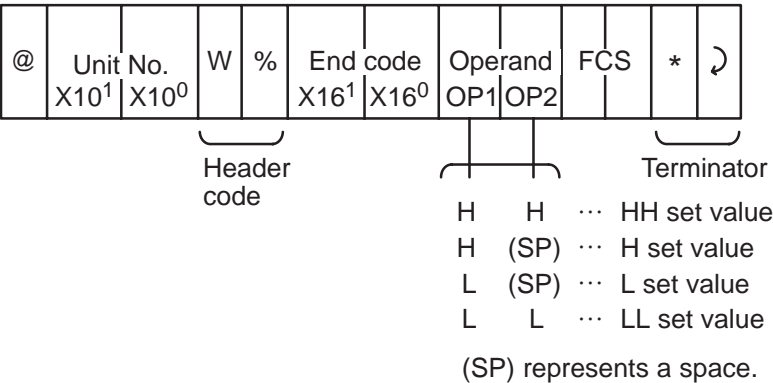 @ Unit No. W % End code Operand FCS * ⤸
X10¹ X10⁰ X16¹ X16⁰ OP1 OP2
Header code Terminator
H H ··· HH set value
H (SP) ··· H set value
L (SP) ··· L set value
L L ··· LL set value
(SP) represents a space.